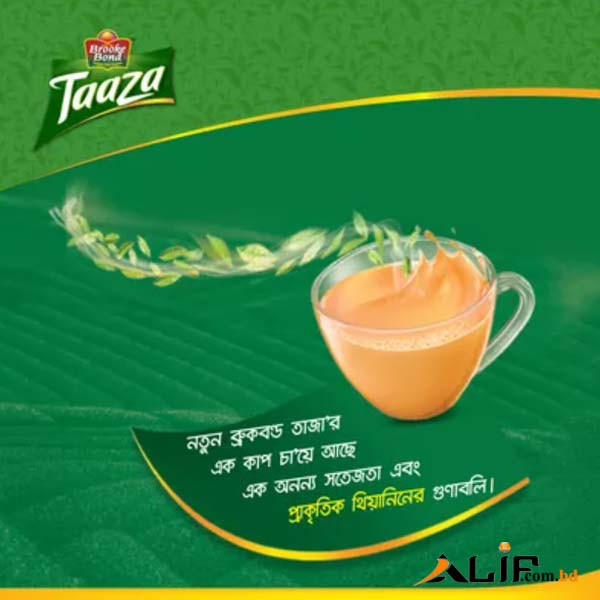 Brooke
Bond
Taaza
নতুন ব্রুকবন্ড তাজা'র
এক কাপ চা'য়ে আছে
এক অনন্য সতেজতা এবং
প্রাকৃতিক থিয়ানিনের গুণাবলি।
ALIF.com.bd